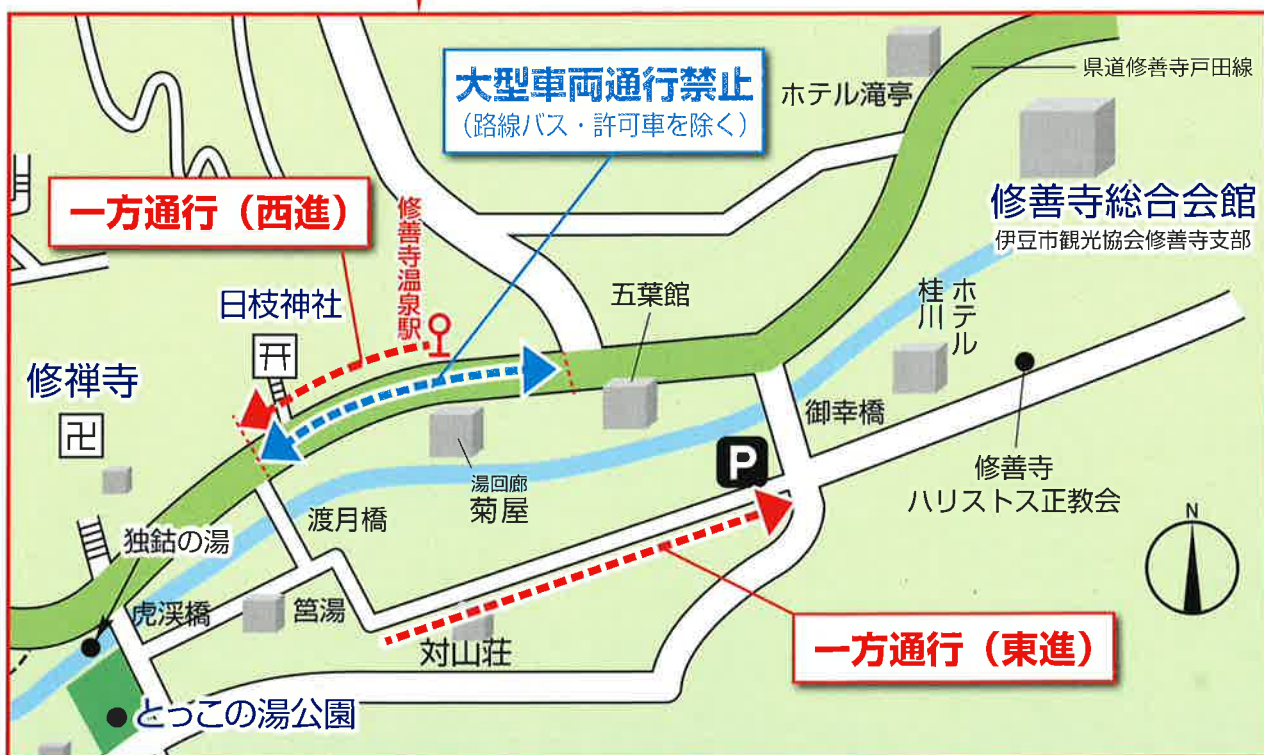 大型車両通行禁止
(路線バス・許可車を除く)
ホテル滝亭
県道修善寺戸田線
一方通行(西進)
修善寺温泉駅
修善寺総合会館
伊豆市観光協会修善寺支部
日枝神社
五葉館
桂川
ホテル
修禅寺
卍
御幸橋
P
湯回廊
菊屋
修善寺
ハリストス正教会
渡月橋
独鈷の湯
N
虎渓橋
筥湯
対山荘
一方通行(東進)
とっこの湯公園